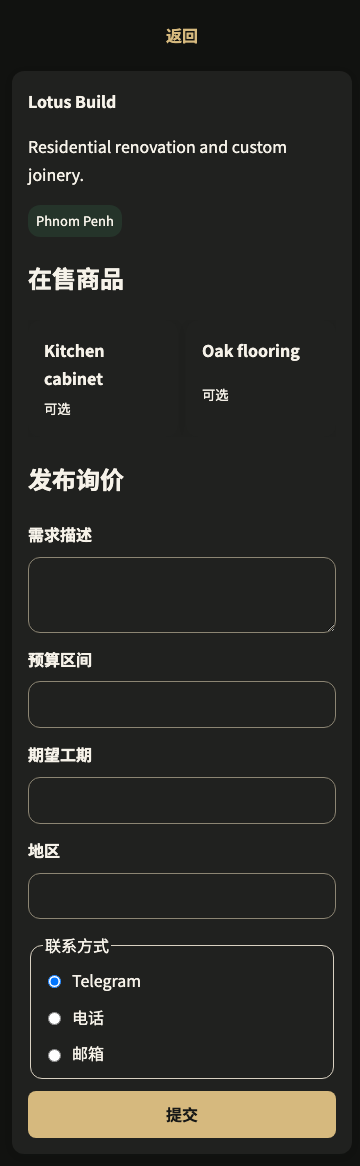 返回
Lotus Build
Residential renovation and custom
joinery.
Phnom Penh
在售商品
Kitchen
cabinet
可选
Oak flooring
可选
发布询价
需求描述
预算区间
期望工期
地区
联系方式
Telegram
电话
邮箱
提交